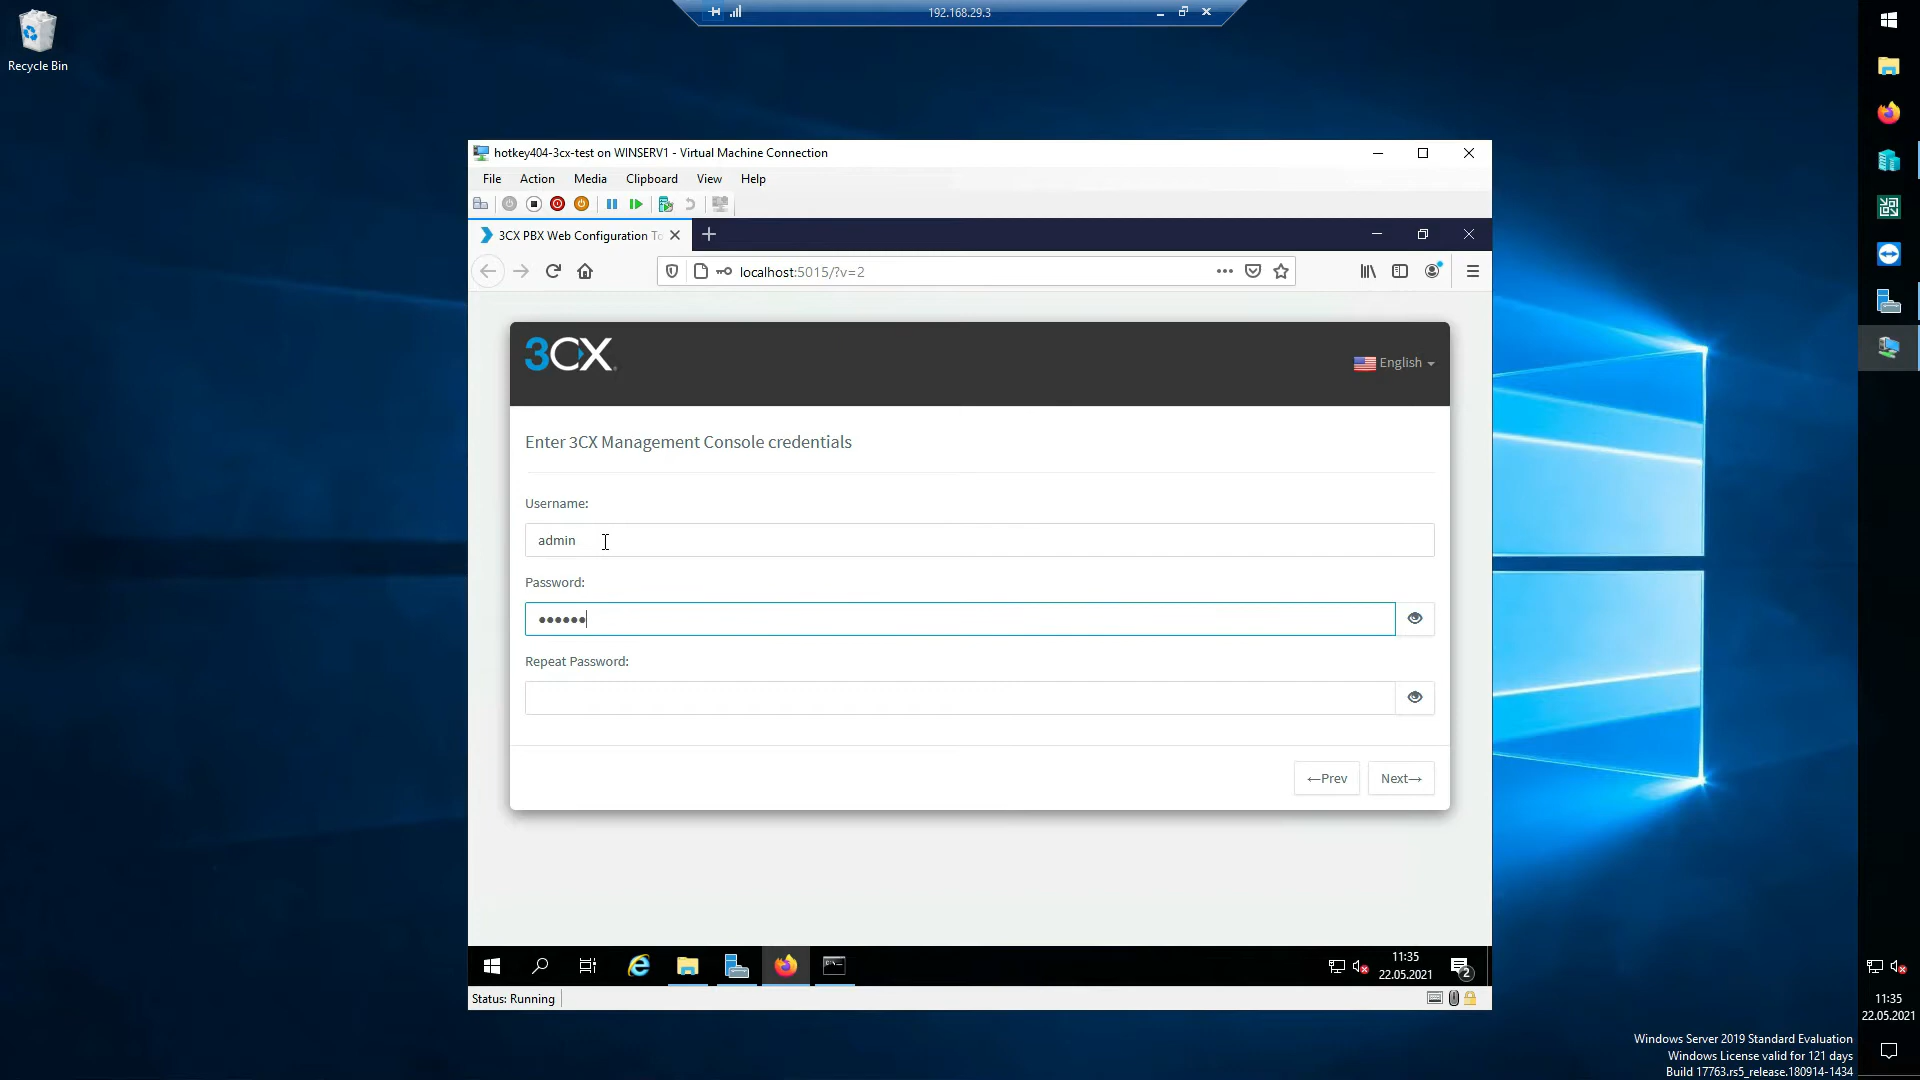 192.168.29.3
Recycle Bin
hotkey404-3cx-test on WINSERV1 - Virtual Machine Connection
File Action Media Clipboard View Help
3CX PBX Web Configuration To
localhost:5015/?v=2
3CX
English
Enter 3CX Management Console credentials
Username:
admin
Password:
Repeat Password:
←Prev Next→
11:35
22.05.2021
2
Status: Running
11:35
22.05.2021
Windows Server 2019 Standard Evaluation
Windows License valid for 121 days
Build 17763.rs5_release.180914-1434